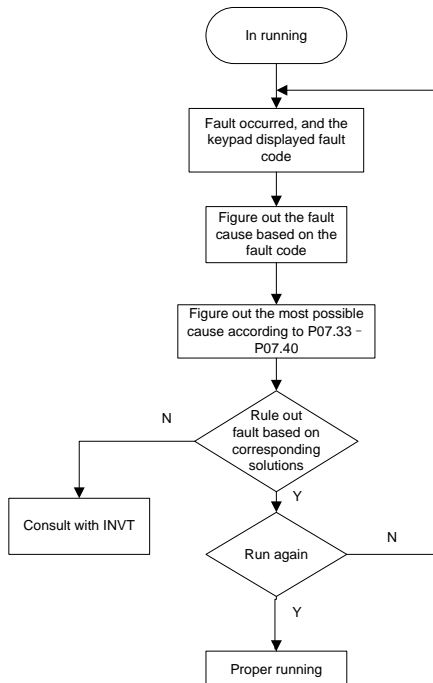 In running
Fault occurred, and the
keypad displayed fault
code
Figure out the fault
cause based on the
fault code
Figure out the most possible
cause according to P07.33–
P07.40
Rule out
fault based on
corresponding
solutions
N
Y
Consult with INVT
Run again
N
Y
Proper running